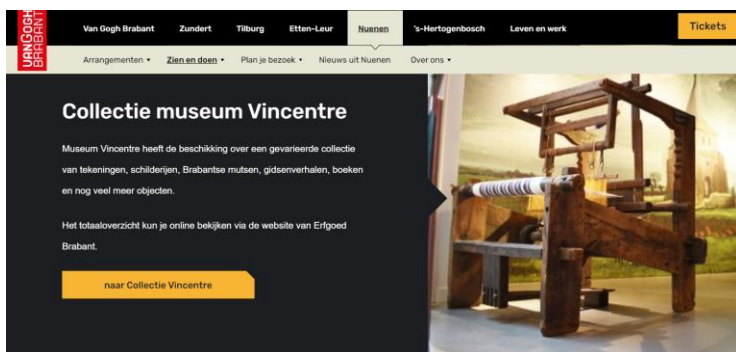 VANGOGH
BRABANT
Van Gogh Brabant Zundert Tilburg Etten-Leur Nuenen 's-Hertogenbosch Leven en werk Tickets
Arrangementen Zien en doen Plan je bezoek Nieuws uit Nuenen Over ons
Collectie museum Vincentre
Museum Vincentre heeft de beschikking over een gevarieerde collectie
van tekeningen, schilderijen, Brabantse mutsen, gidsenverhalen, boeken
en nog veel meer objecten.
Het totaaloverzicht kun je online bekijken via de website van Erfgoed
Brabant.
naar Collectie Vincentre